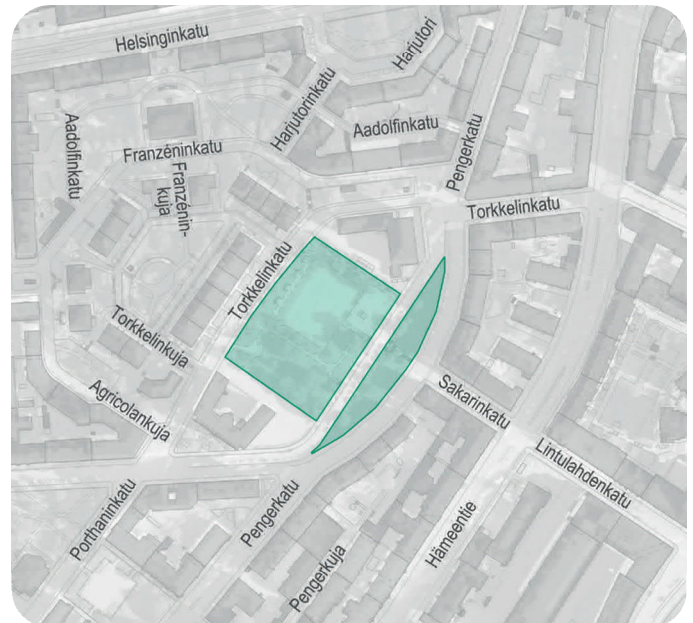 Helsinginkatu
Harjutori
Harjutorinkatu
Aadolfinkatu
Aadolfinkatu
Franzéninkatu
Franzénin-
kuja
Pengerkatu
Torkkelinkatu
Torkkelinkatu
Torkkelinkuja
Agricolankuja
Sakarinkatu
Lintulahdenkatu
Porthaninkatu
Pengerkatu
Pengerkuja
Hämeentie